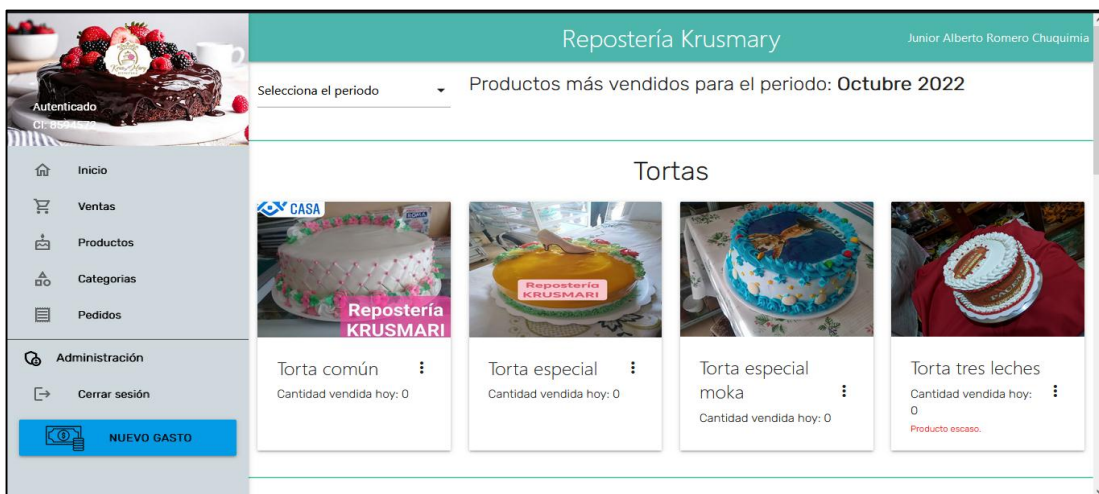 Repostería Krusmary
Junior Alberto Romero Chuquimia
Autenticado
CI: 8594573
Selecciona el periodo
Productos más vendidos para el periodo: Octubre 2022
Inicio
Ventas
Productos
Categorias
Pedidos
Administración
Cerrar sesión
NUEVO GASTO
Tortas
CASA
Repostería
KRUSMARI
Repostería
KRUSMARI
Torta común
Cantidad vendida hoy: 0
Torta especial
Cantidad vendida hoy: 0
Torta especial
moka
Cantidad vendida hoy: 0
Torta tres leches
Cantidad vendida hoy:
0
Producto escaso.